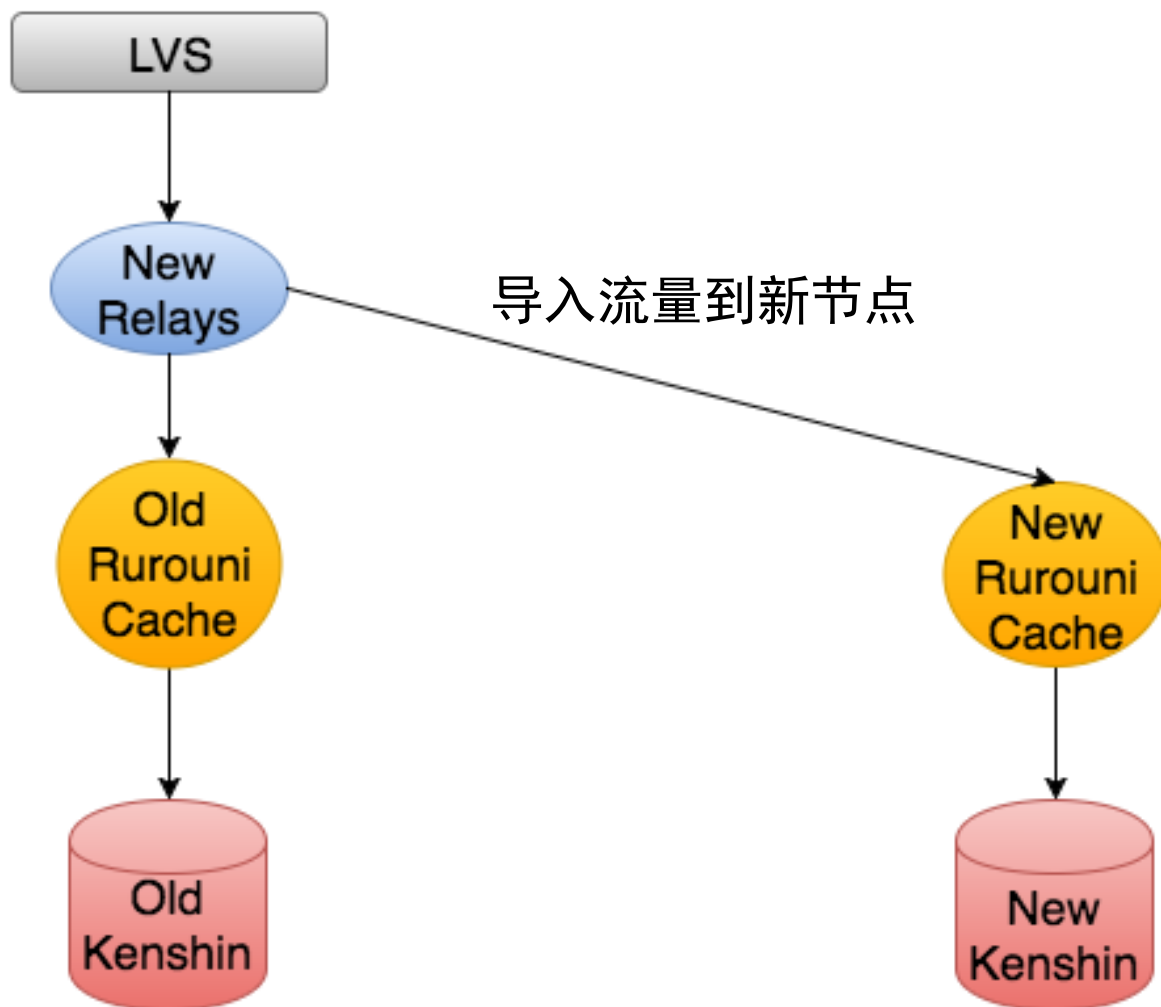 LVS
New
Relays
导入流量到新节点
Old
Rurouni
Cache
New
Rurouni
Cache
Old
Kenshin
New
Kenshin